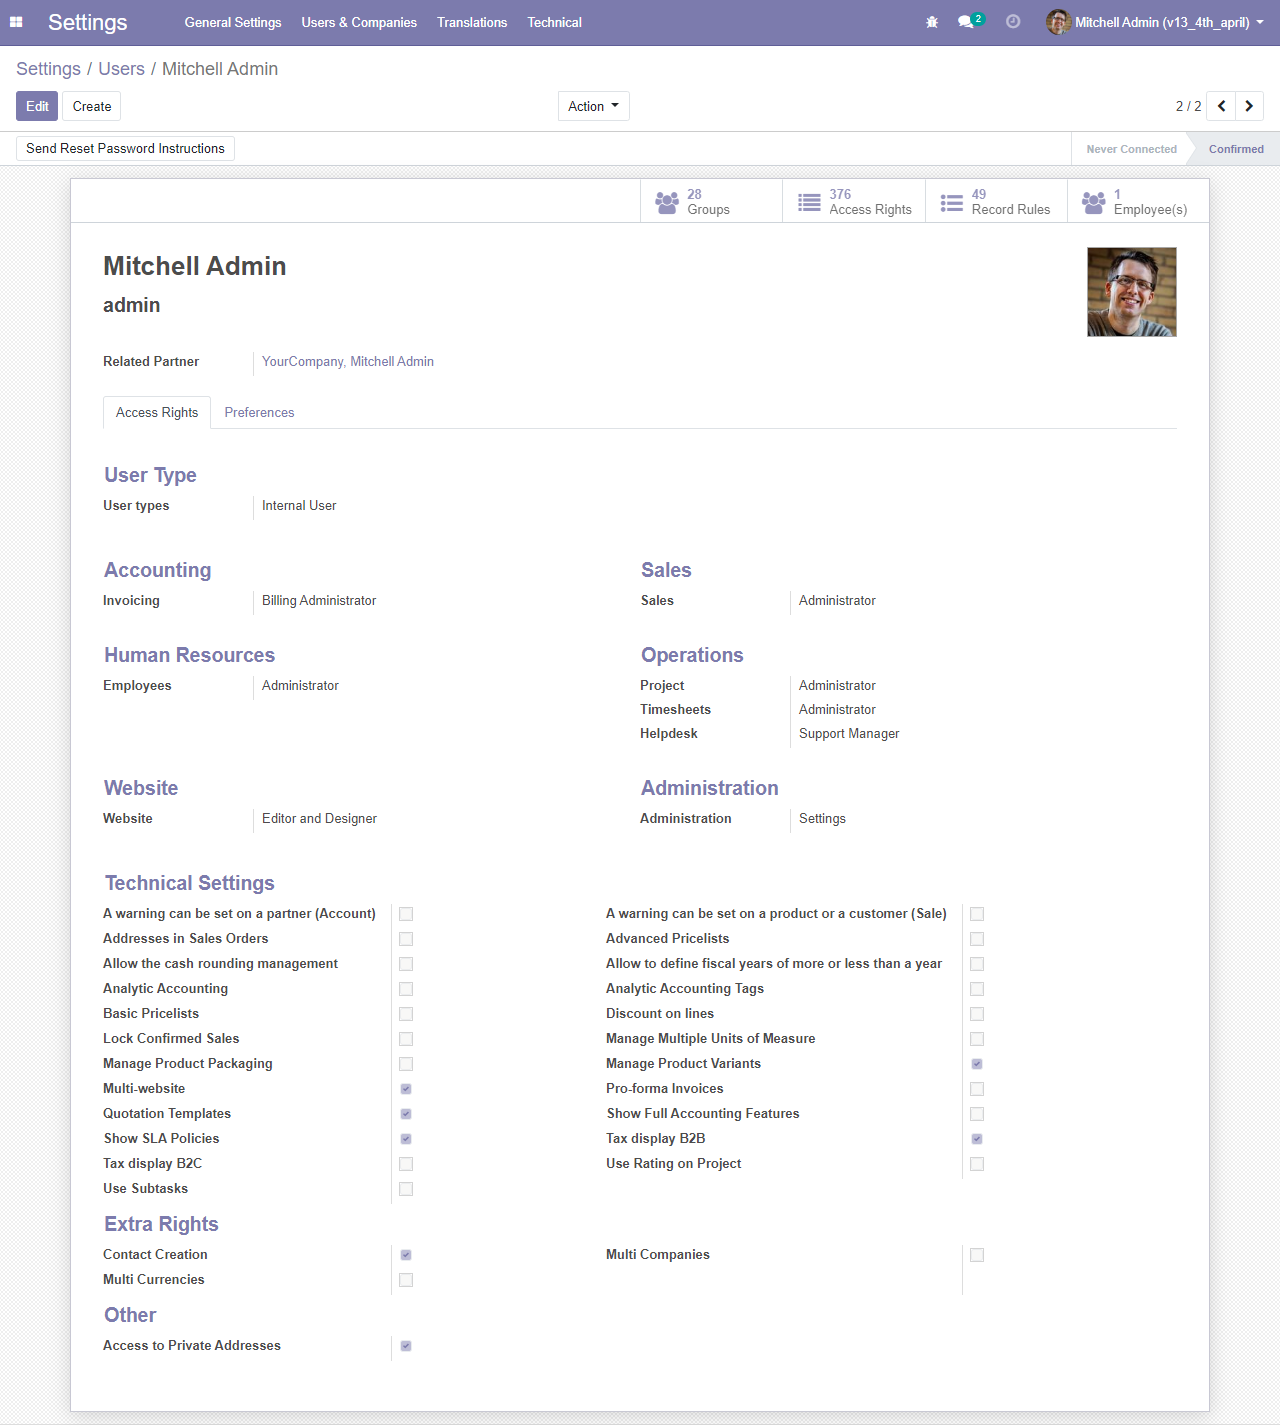 Settings General Settings Users & Companies Translations Technical 2 Mitchell Admin (v13_4th_april)
Settings / Users / Mitchell Admin
Edit Create Action 2 / 2
Send Reset Password Instructions Never Connected Confirmed
28 Groups 376 Access Rights 49 Record Rules 1 Employee(s)
Mitchell Admin
admin
Related Partner YourCompany, Mitchell Admin
Access Rights Preferences
User Type
User types Internal User
Accounting Sales
Invoicing Billing Administrator Sales Administrator
Human Resources Operations
Employees Administrator Project Administrator
Timesheets Administrator
Helpdesk Support Manager
Website Administration
Website Editor and Designer Administration Settings
Technical Settings
A warning can be set on a partner (Account) A warning can be set on a product or a customer (Sale)
Addresses in Sales Orders Advanced Pricelists
Allow the cash rounding management Allow to define fiscal years of more or less than a year
Analytic Accounting Analytic Accounting Tags
Basic Pricelists Discount on lines
Lock Confirmed Sales Manage Multiple Units of Measure
Manage Product Packaging Manage Product Variants
Multi-website Pro-forma Invoices
Quotation Templates Show Full Accounting Features
Show SLA Policies Tax display B2B
Tax display B2C Use Rating on Project
Use Subtasks
Extra Rights
Contact Creation Multi Companies
Multi Currencies
Other
Access to Private Addresses